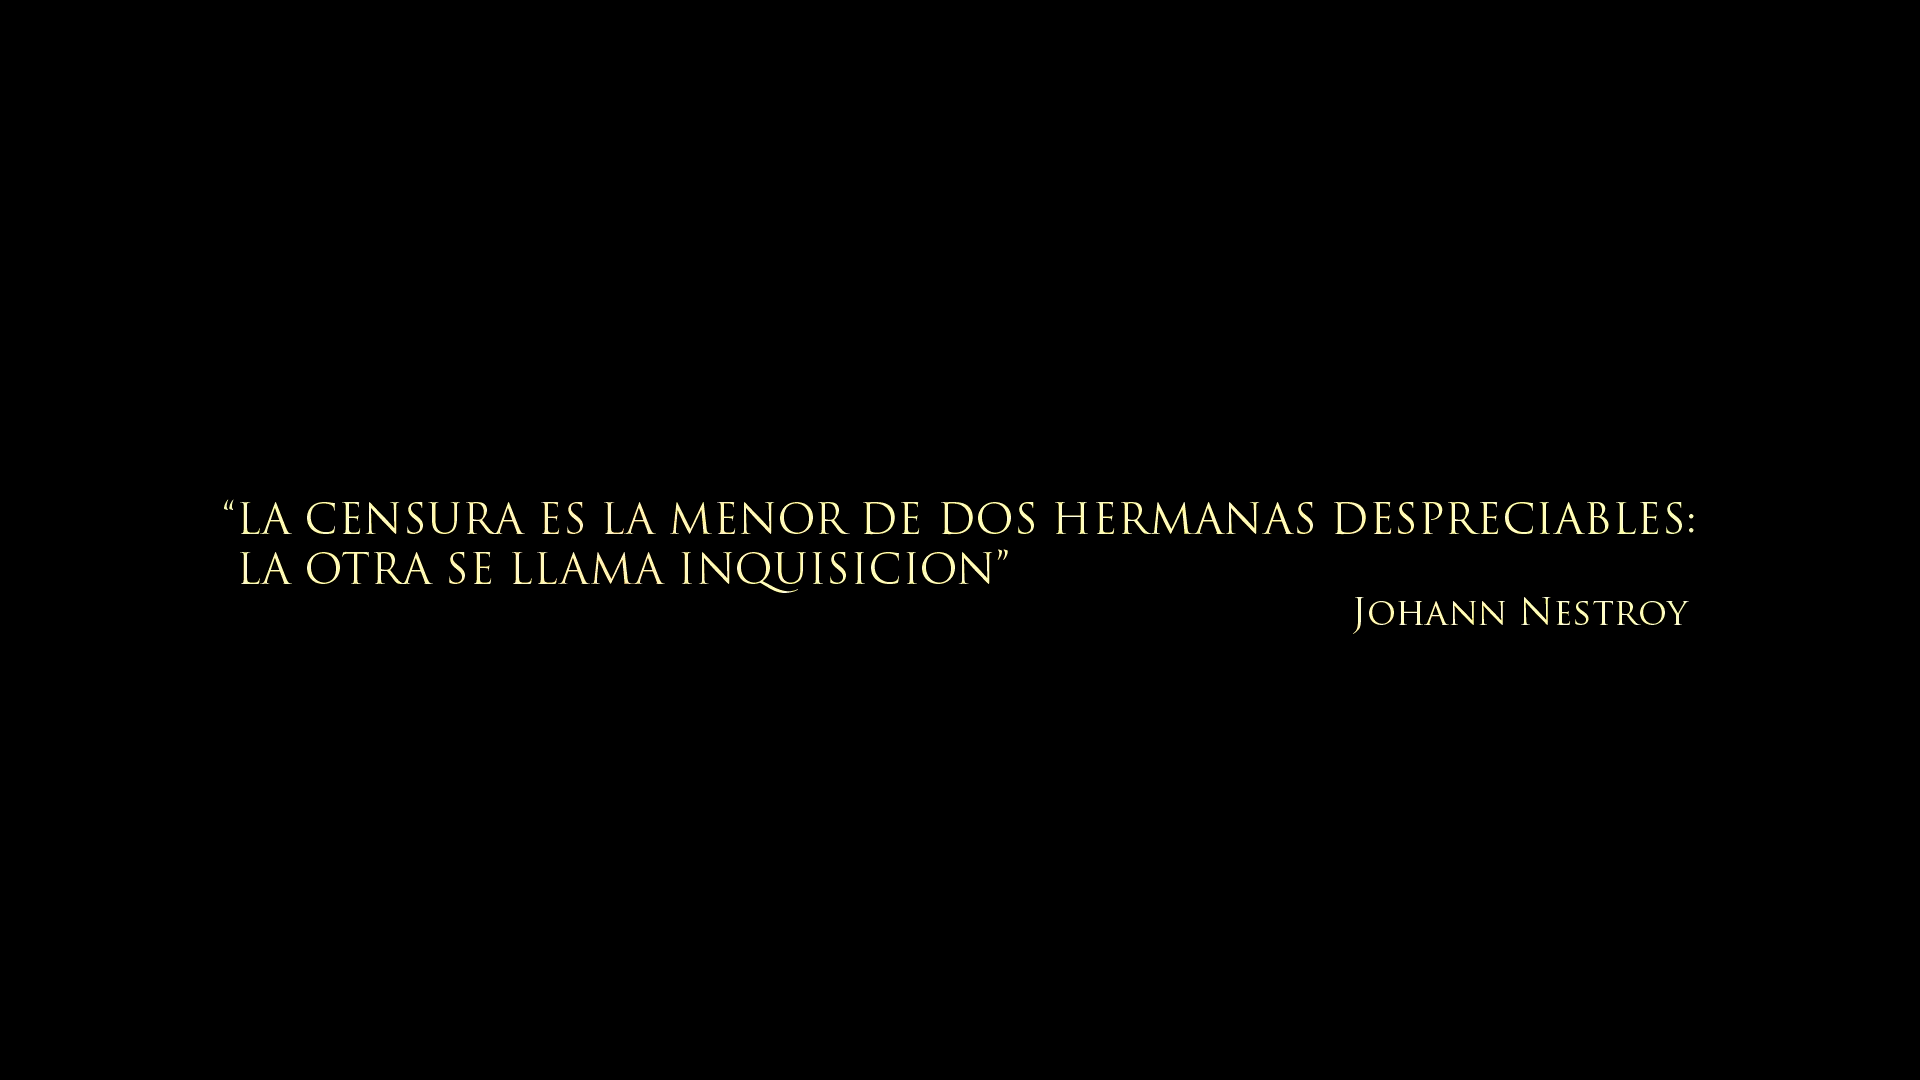 “LA CENSURA ES LA MENOR DE DOS HERMANAS DESPRECIABLES:
LA OTRA SE LLAMA INQUISICION”
Johann Nestroy